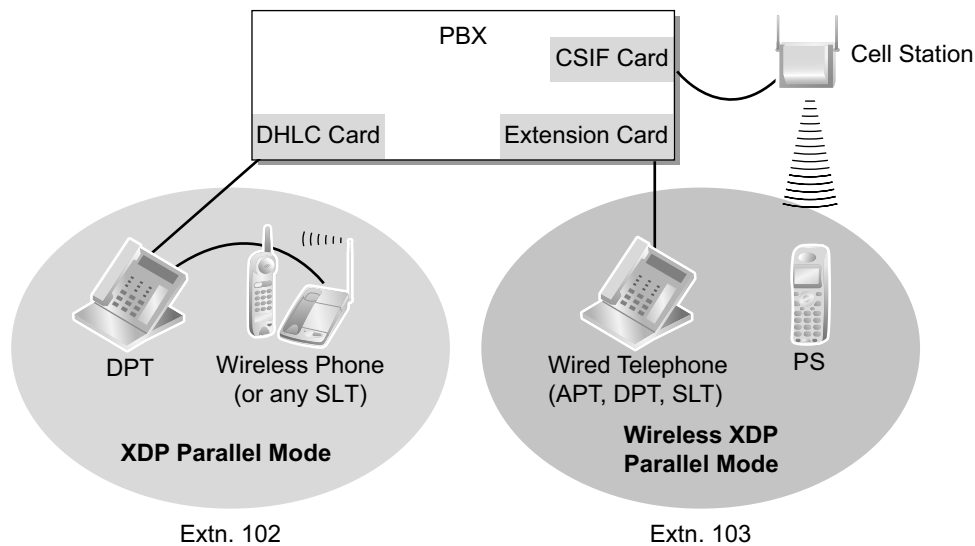 PBX
CSIF Card
Cell Station
DHLC Card
Extension Card
DPT
Wireless Phone
(or any SLT)
XDP Parallel Mode
Extn. 102
Wired Telephone
(APT, DPT, SLT)
PS
Wireless XDP
Parallel Mode
Extn. 103